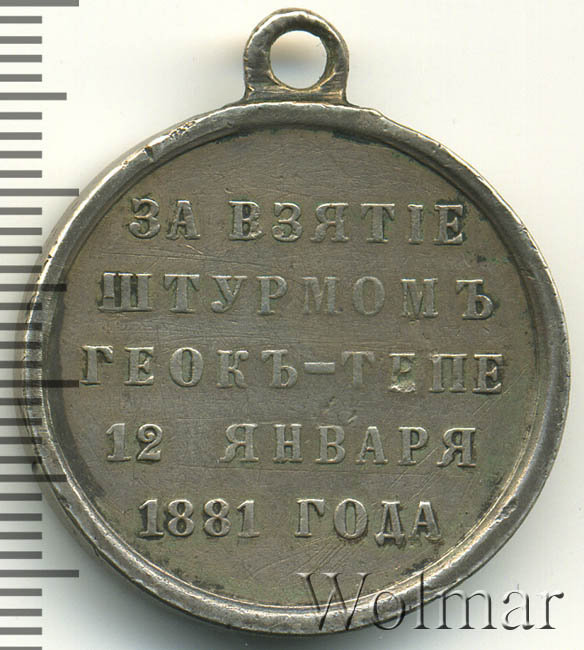 ЗА ВЗЯТІЕ
ШТУРМОМЪ
ГЕОКЪ-ТЕПЕ
12 ЯНВАРЯ
1881 ГОДА
Wolmar